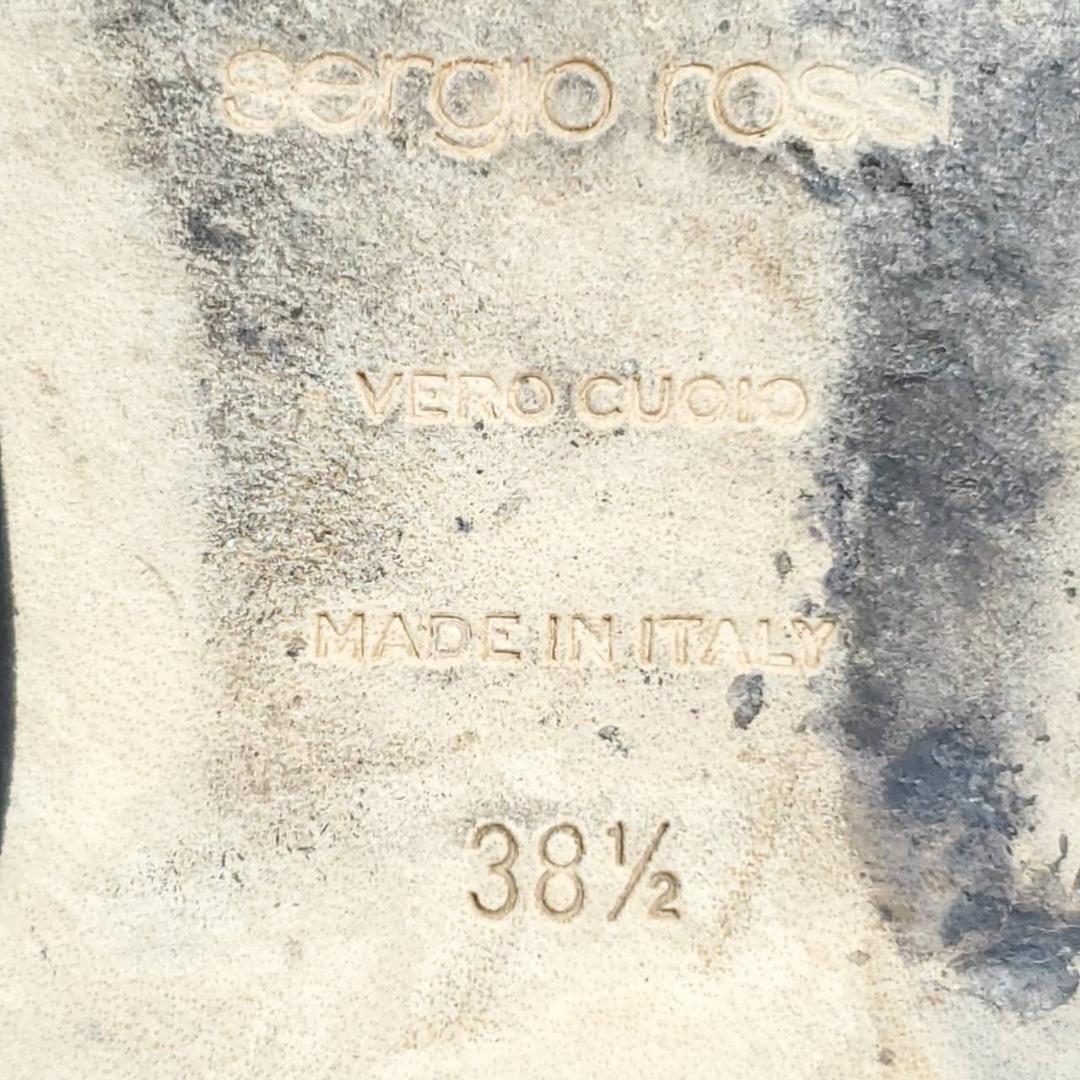 sergio rossi
VERO CUOIO
MADE IN ITALY
38½